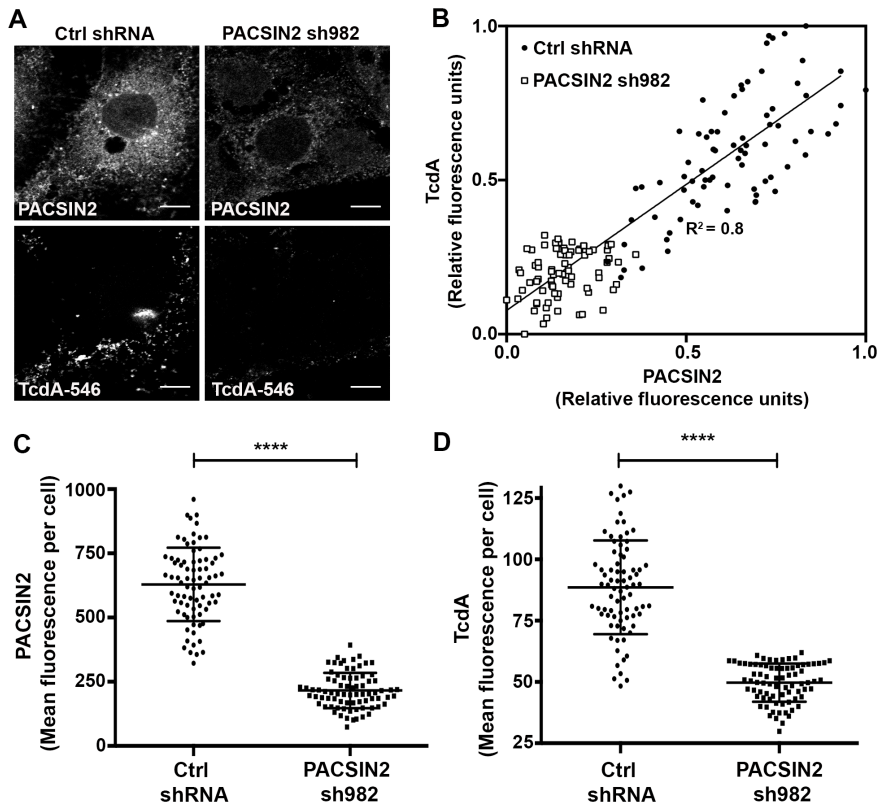 A
Ctrl shRNA
PACSIN2 sh982
PACSIN2
PACSIN2
TcdA-546
TcdA-546
B
TcdA
(Relative fluorescence units)
1.0
0.5
0.0
Ctrl shRNA
PACSIN2 sh982
R² = 0.8
0.0
0.5
1.0
PACSIN2
(Relative fluorescence units)
C
PACSIN2
(Mean fluorescence per cell)
****
1000
750
500
250
0
Ctrl
shRNA
PACSIN2
sh982
D
TcdA
(Mean fluorescence per cell)
****
125
100
75
50
25
Ctrl
shRNA
PACSIN2
sh982